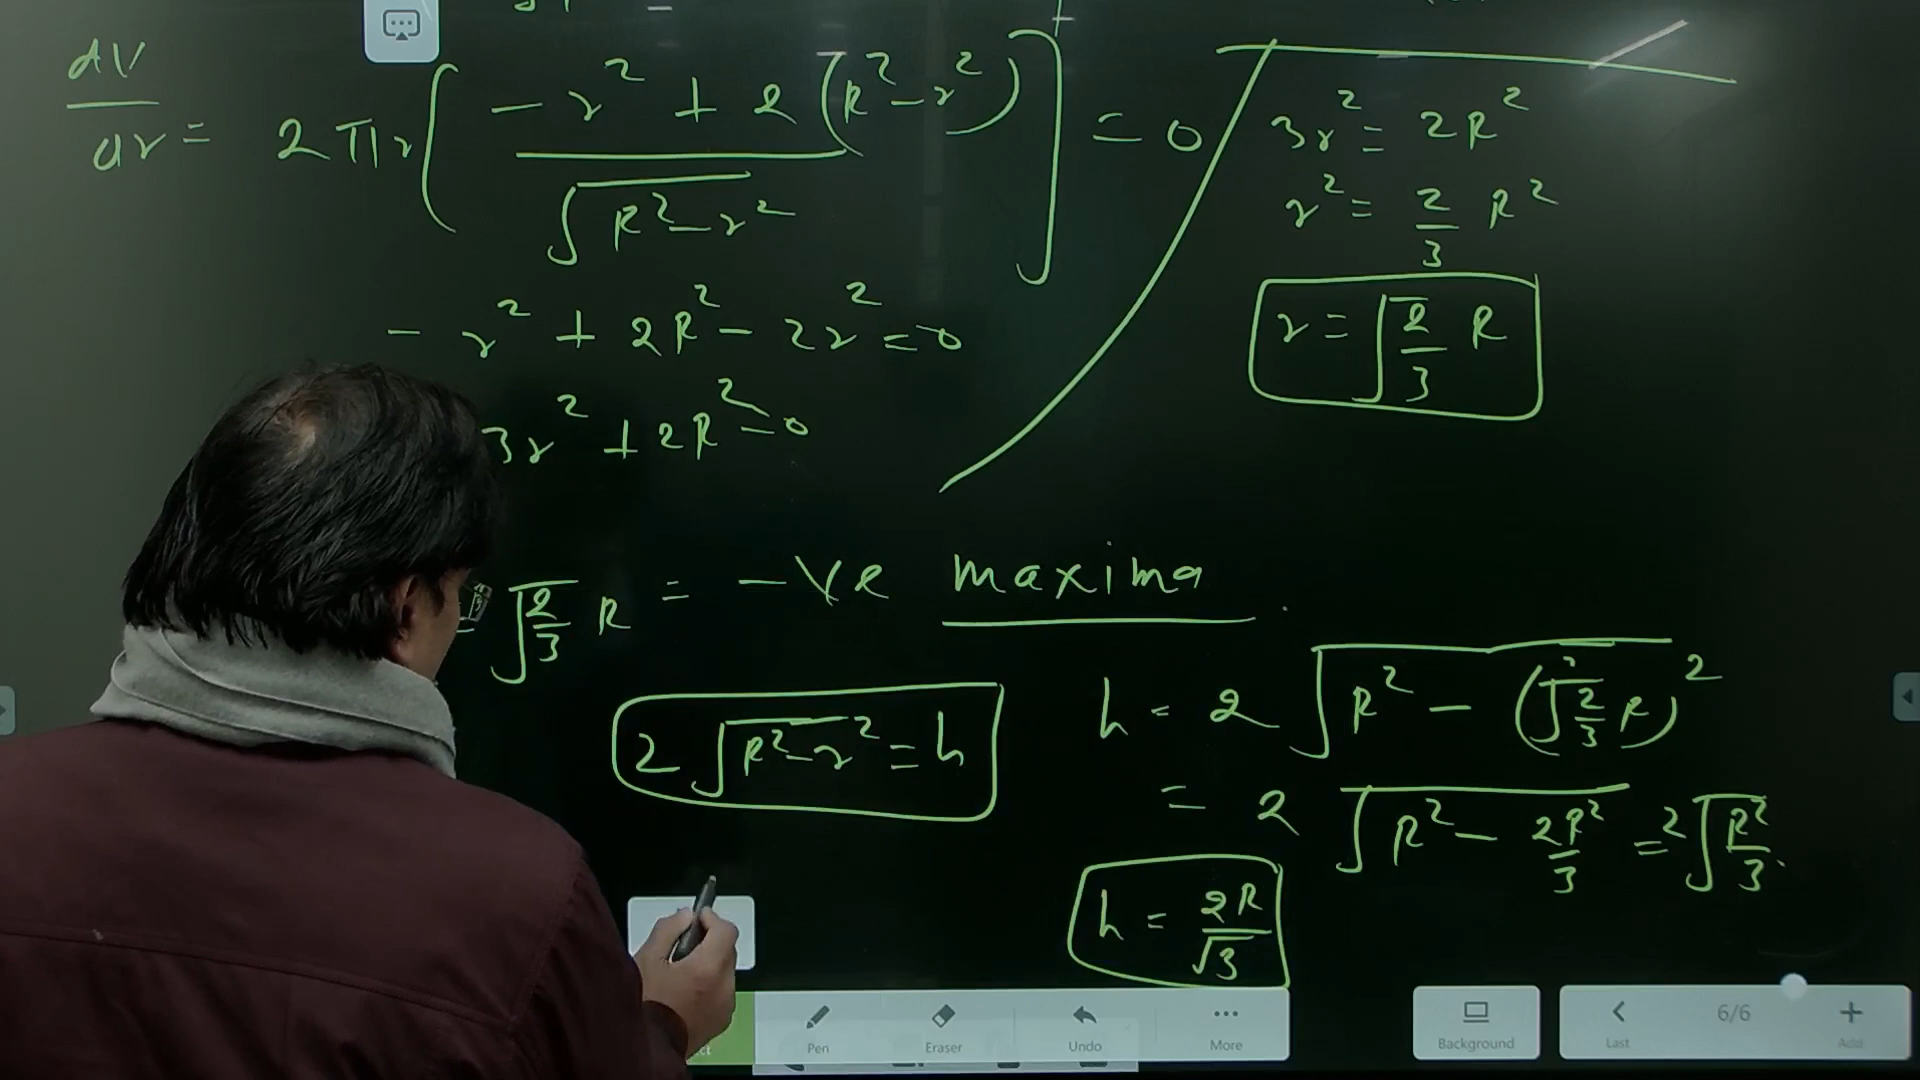 dV/dr = 2πr[(-r² + 2(R²-r²))/√(R²-r²)] = 0
-r² + 2R² - 2r² = 0
3r² + 2R² = 0
3r² = 2R²
r² = 2/3 R²
r = √(2/3) R
= √(2/3) R = -ve maxima
2√(R²-r²) = h
h = 2√(R² - (√(2/3) R)²)
= 2√(R² - 2R²/3) = 2√(R²/3)
h = 2R/√3
Pen Eraser Undo More
Background Last 6/6 Add